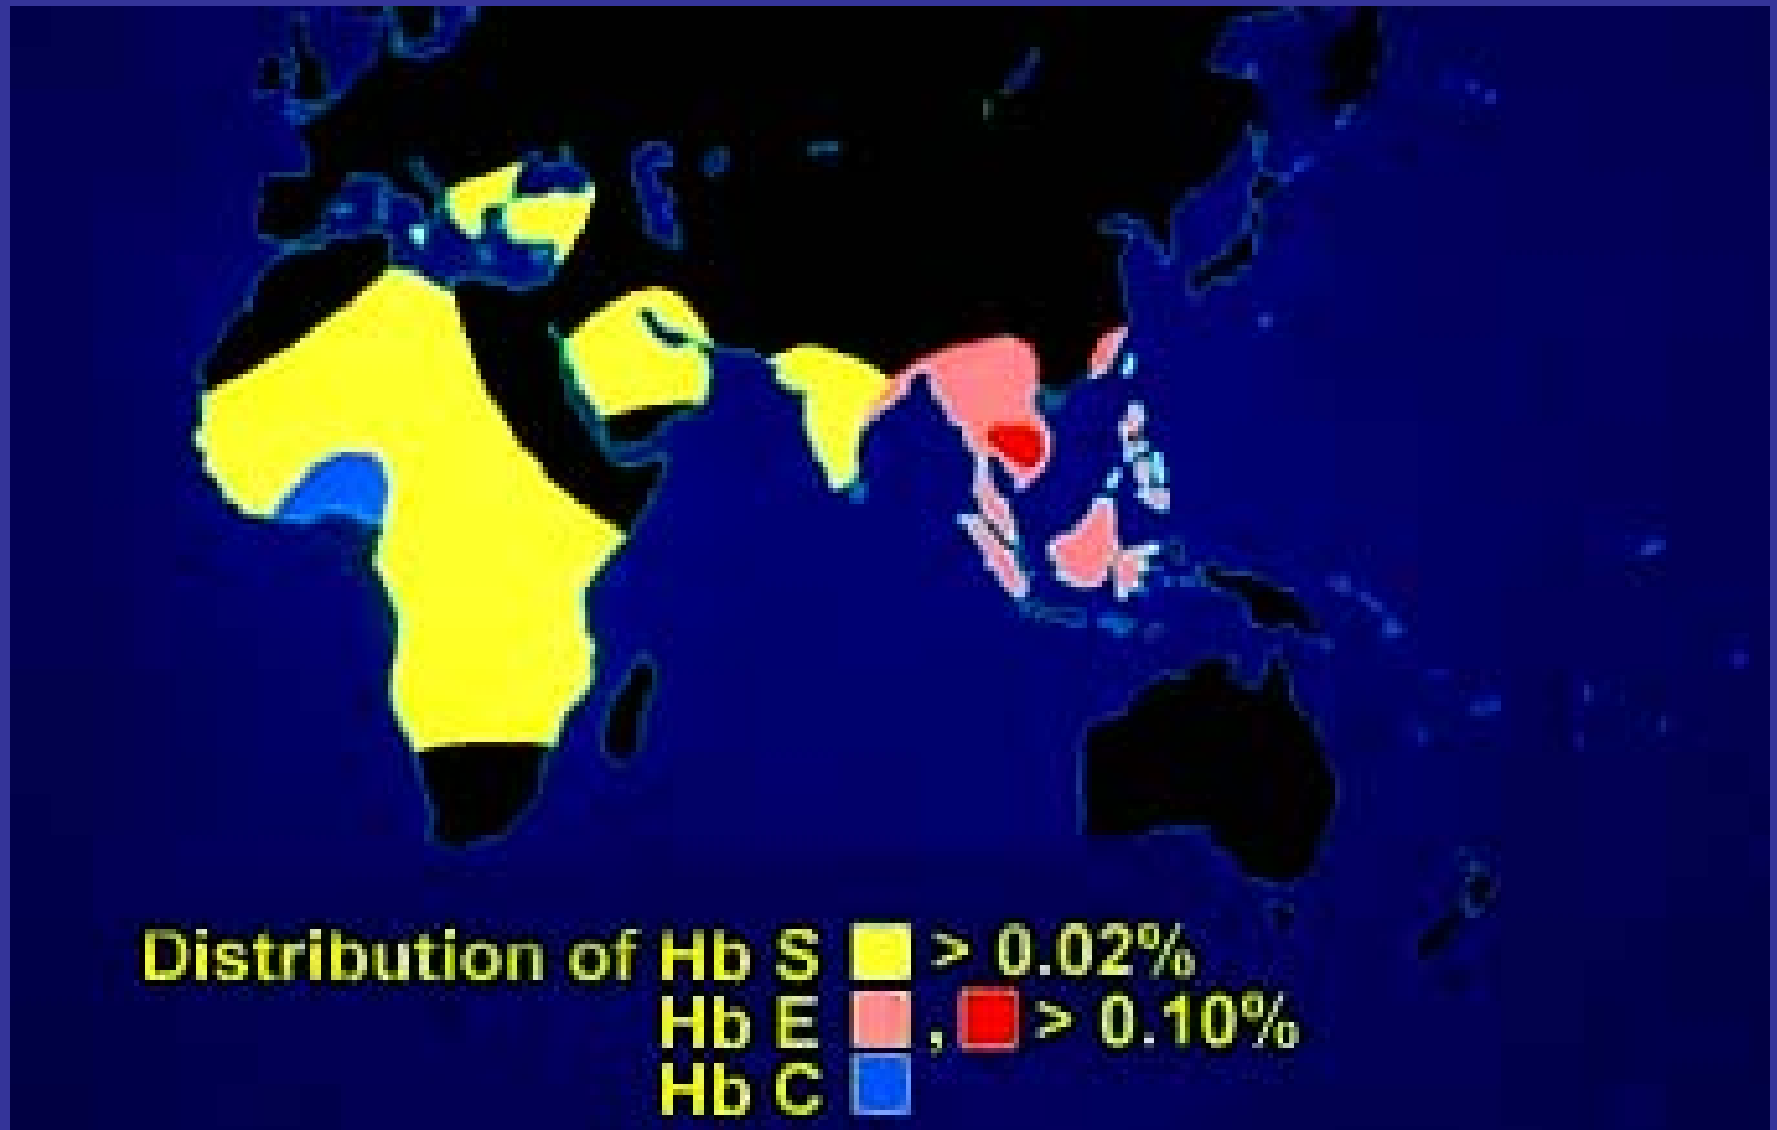 Distribution of Hb S > 0.02%
Hb E , > 0.10%
Hb C